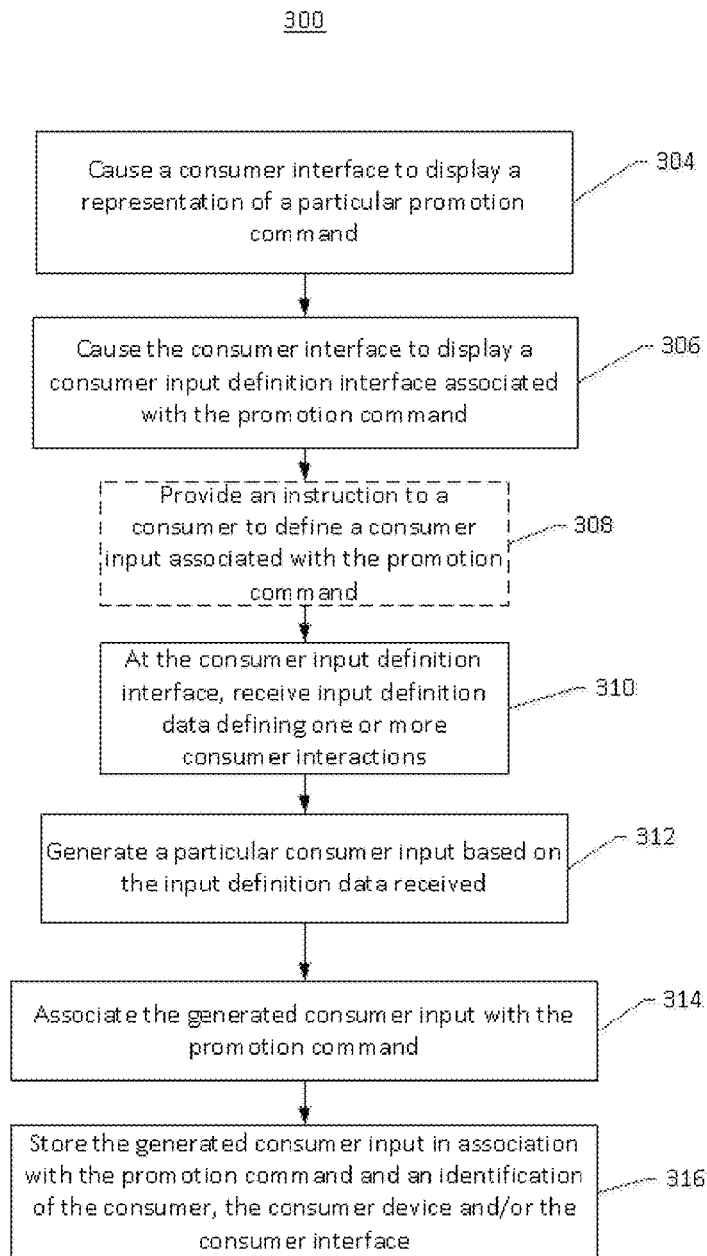 300
Cause a consumer interface to display a
representation of a particular promotion
command
304
Cause the consumer interface to display a
consumer input definition interface associated
with the promotion command
306
Provide an instruction to a
consumer to define a consumer
input associated with the promotion
command
308
At the consumer input definition
interface, receive input definition
data defining one or more
consumer interactions
310
Generate a particular consumer input based on
the input definition data received
312
Associate the generated consumer input with the
promotion command
314
Store the generated consumer input in association
with the promotion command and an identification
of the consumer, the consumer device and/or the
consumer interface
316